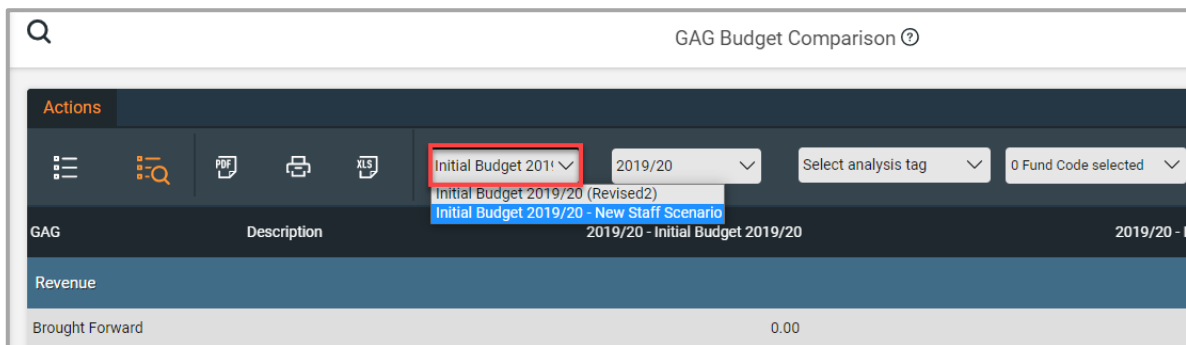 GAG Budget Comparison ?
Actions
PDF XLS Initial Budget 201 2019/20 Select analysis tag 0 Fund Code selected
Initial Budget 2019/20 (Revised2)
Initial Budget 2019/20 - New Staff Scenario
GAG Description 2019/20 - Initial Budget 2019/20 2019/20 -
Revenue
Brought Forward 0.00